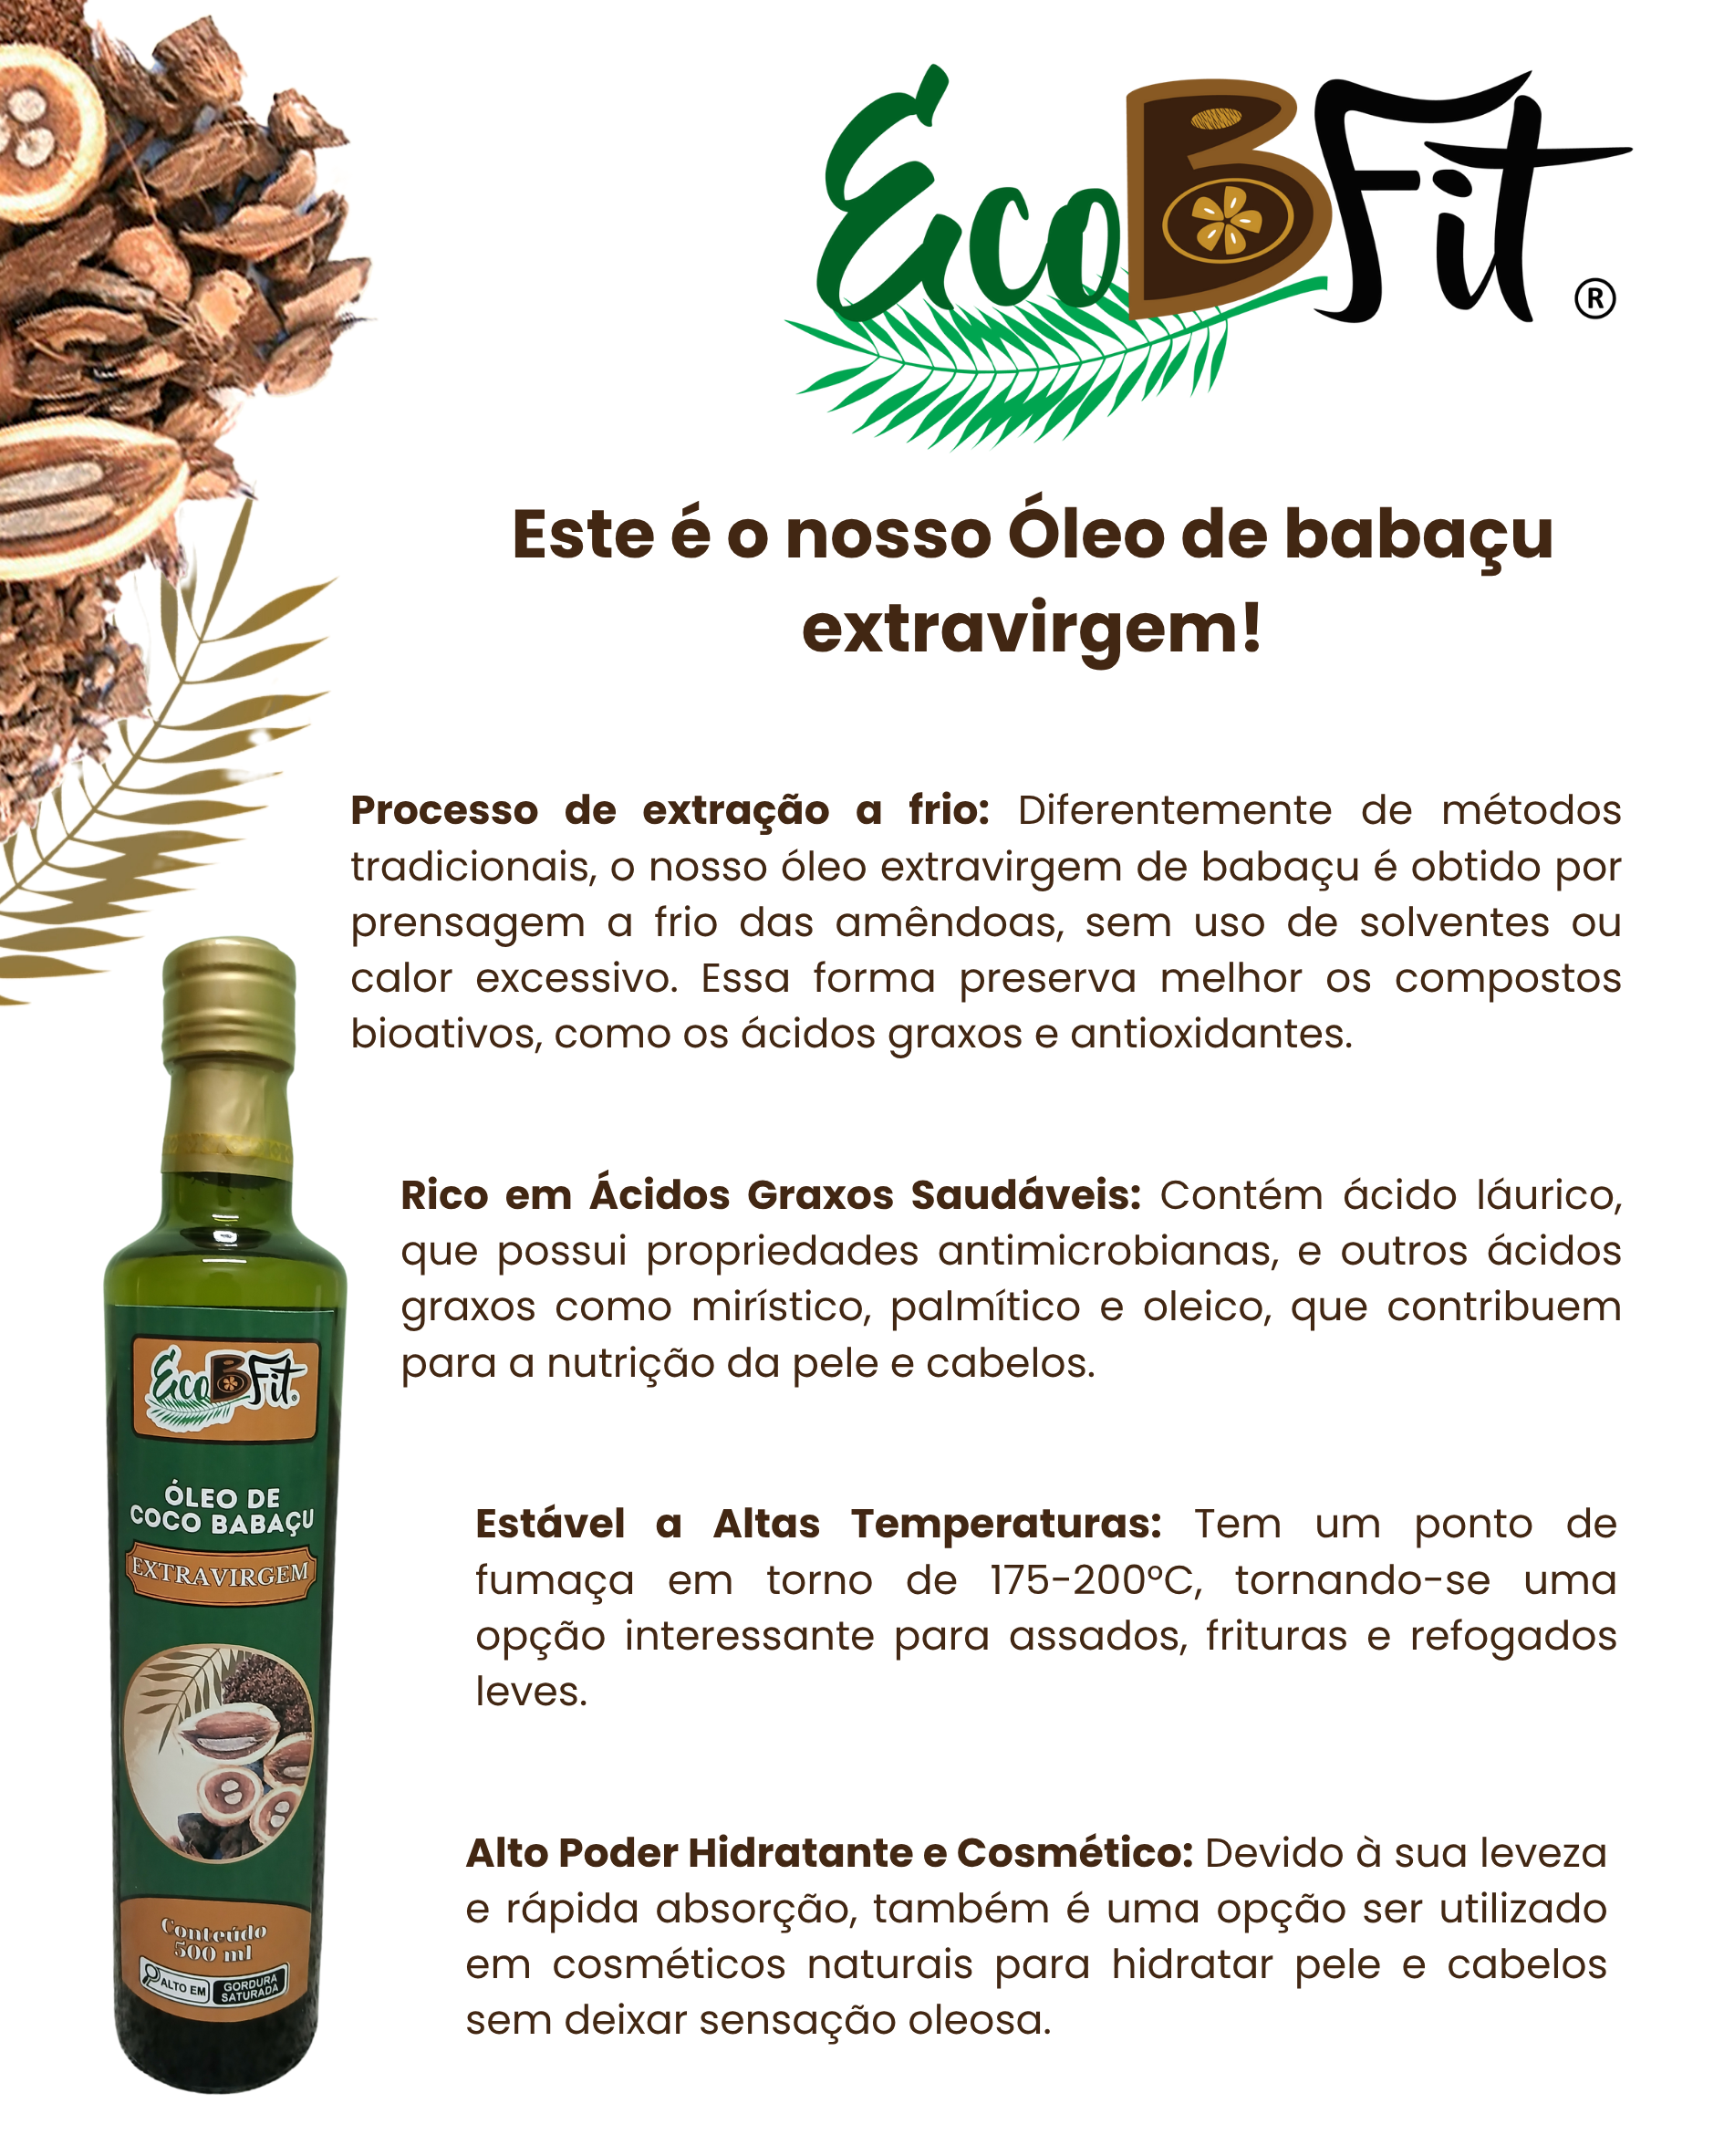 EcoBFit ®
Este é o nosso Óleo de babaçu
extravirgem!
Processo de extração a frio: Diferentemente de métodos
tradicionais, o nosso óleo extravirgem de babaçu é obtido por
prensagem a frio das amêndoas, sem uso de solventes ou
calor excessivo. Essa forma preserva melhor os compostos
bioativos, como os ácidos graxos e antioxidantes.
Rico em Ácidos Graxos Saudáveis: Contém ácido láurico,
que possui propriedades antimicrobianas, e outros ácidos
graxos como mirístico, palmítico e oleico, que contribuem
para a nutrição da pele e cabelos.
Estável a Altas Temperaturas: Tem um ponto de
fumaça em torno de 175-200°C, tornando-se uma
opção interessante para assados, frituras e refogados
leves.
Alto Poder Hidratante e Cosmético: Devido à sua leveza
e rápida absorção, também é uma opção ser utilizado
em cosméticos naturais para hidratar pele e cabelos
sem deixar sensação oleosa.
EcoBFit ®
ÓLEO DE
COCO BABAÇU
EXTRAVIRGEM
Conteúdo
500 ml
ALTO EM
GORDURA
SATURADA